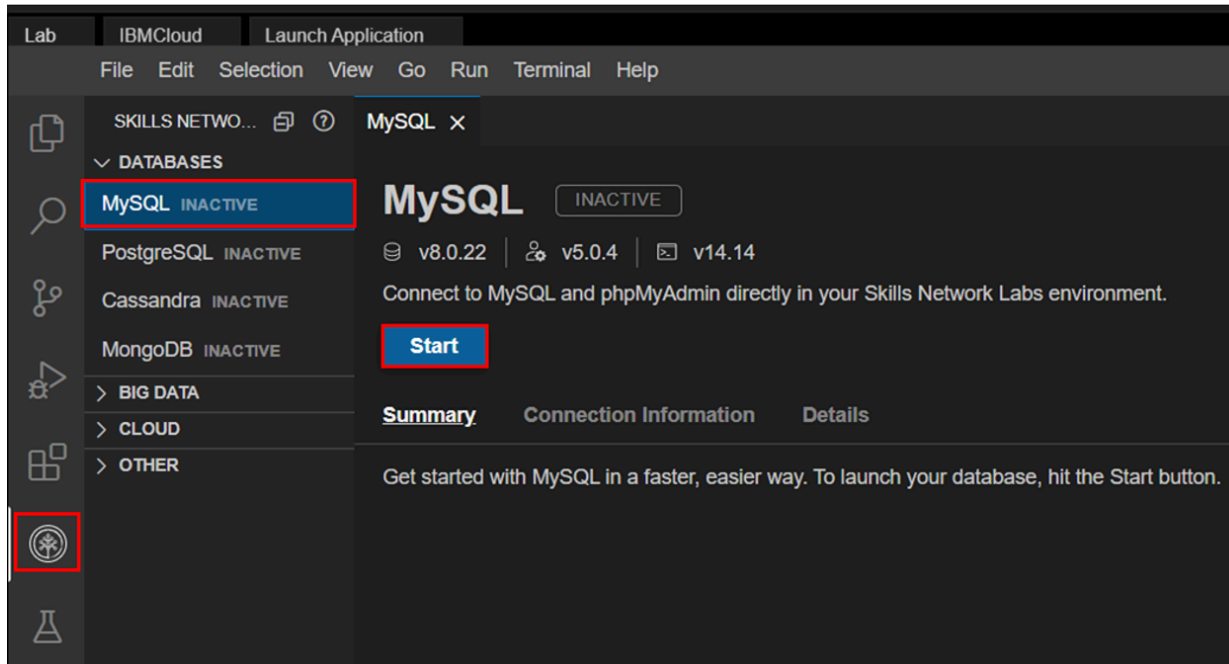 Lab IBMCloud Launch Application
File Edit Selection View Go Run Terminal Help
SKILLS NETWO...
DATABASES
MySQL INACTIVE
PostgreSQL INACTIVE
Cassandra INACTIVE
MongoDB INACTIVE
BIG DATA
CLOUD
OTHER
MySQL
MySQL INACTIVE
v8.0.22 v5.0.4 v14.14
Connect to MySQL and phpMyAdmin directly in your Skills Network Labs environment.
Start
Summary Connection Information Details
Get started with MySQL in a faster, easier way. To launch your database, hit the Start button.